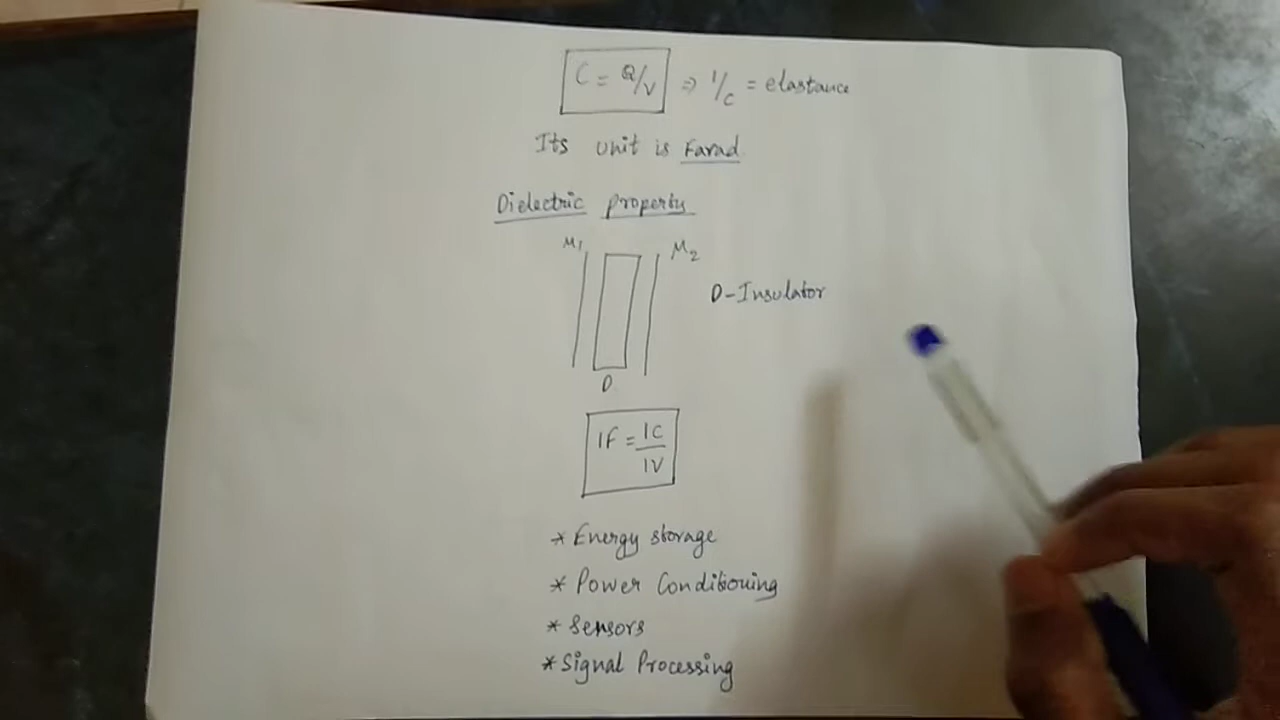 C = Q/V ⇒ 1/C = elastance
Its unit is Farad
Dielectric property
M1 M2
D-Insulator
D
1F = 1C/1V
* Energy storage
* Power Conditioning
* Sensors
* Signal Processing